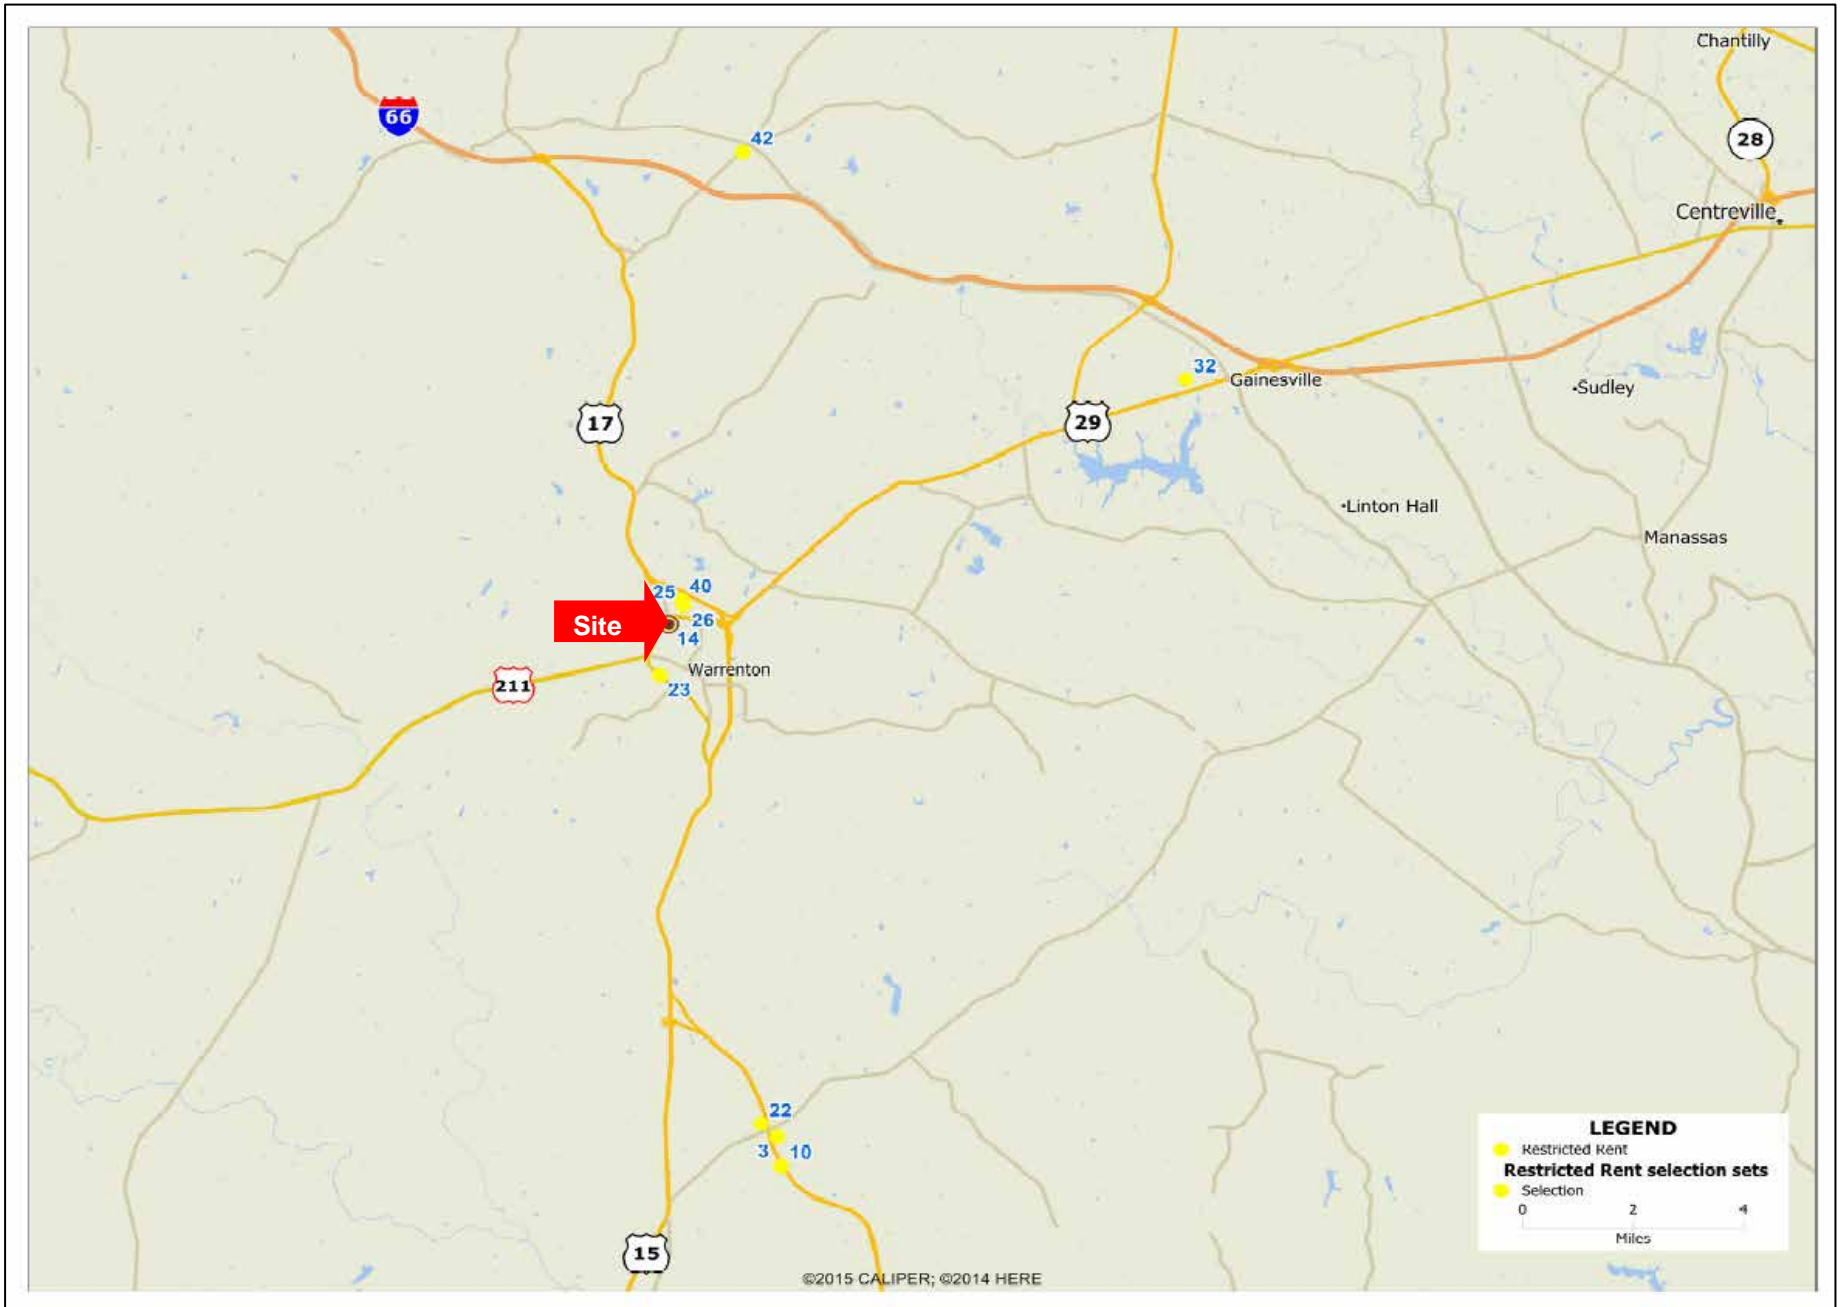 Chantilly
66
42
28
Centreville
32
Gainesville
Sudley
17
29
Linton Hall
Manassas
25
40
Site
26
14
Warrenton
211
23
22
3
10
LEGEND
Restricted Rent
Restricted Rent selection sets
Selection
0 2 4
Miles
15
©2015 CALIPER; ©2014 HERE